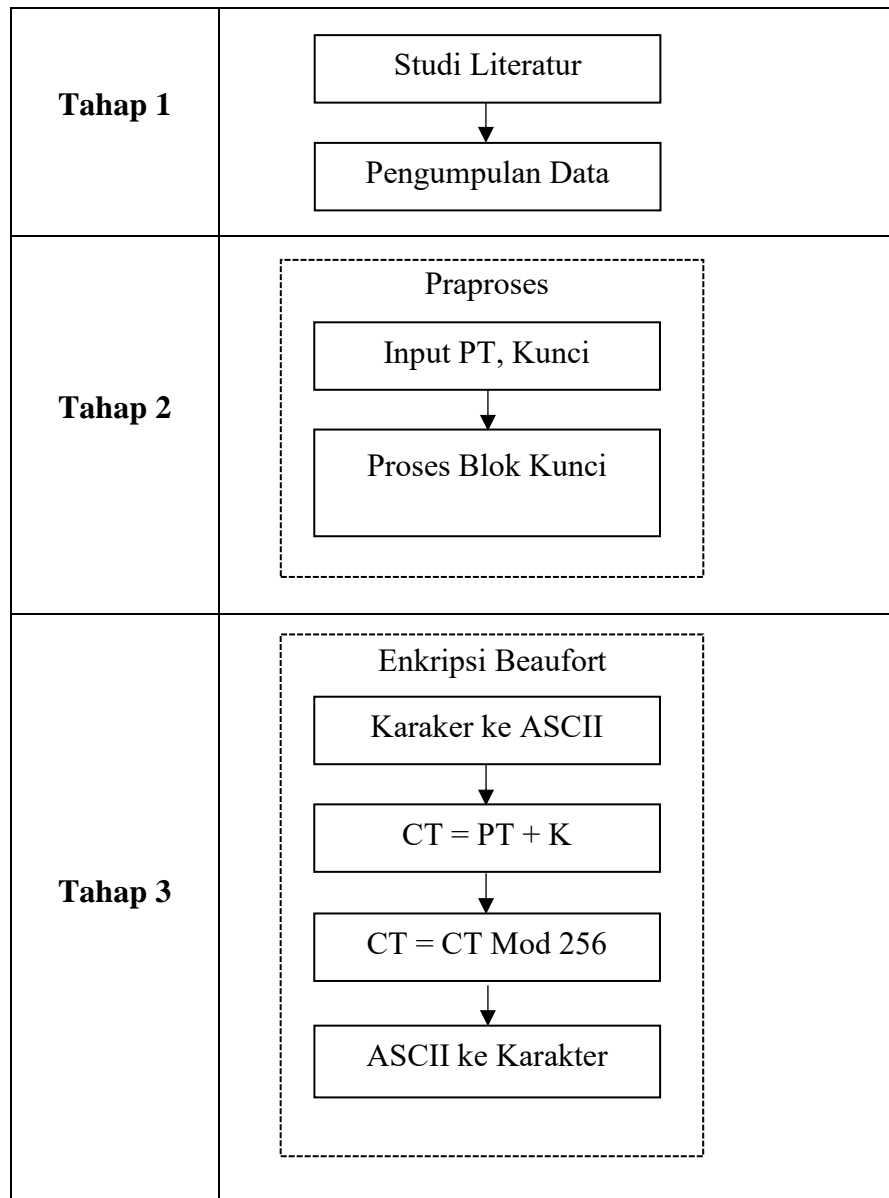 Tahap 1
Studi Literatur
Pengumpulan Data
Tahap 2
Praproses
Input PT, Kunci
Proses Blok Kunci
Tahap 3
Enkripsi Beaufort
Karaker ke ASCII
CT = PT + K
CT = CT Mod 256
ASCII ke Karakter